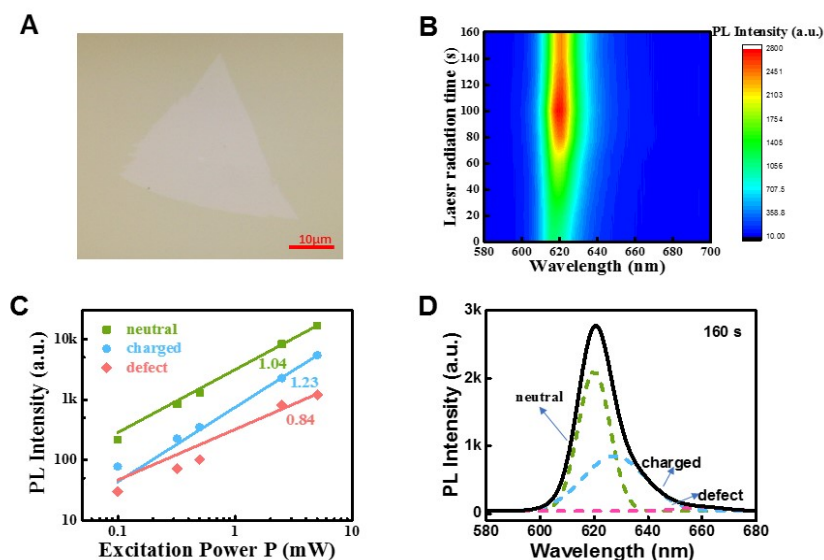 A
10μm
B
PL Intensity (a.u.)
Laesr radiation time (s)
160
140
120
100
80
60
40
20
0
580 600 620 640 660 680 700
Wavelength (nm)
2800
2451
2103
1754
1405
1056
707.5
358.8
10.00
C
PL Intensity (a.u.)
10k
1k
100
10
neutral
charged
defect
1.04
1.23
0.84
0.1 1 10
Excitation Power P (mW)
D
PL Intensity (a.u.)
3k
2k
1k
0
160 s
neutral
charged
defect
580 600 620 640 660 680
Wavelength (nm)